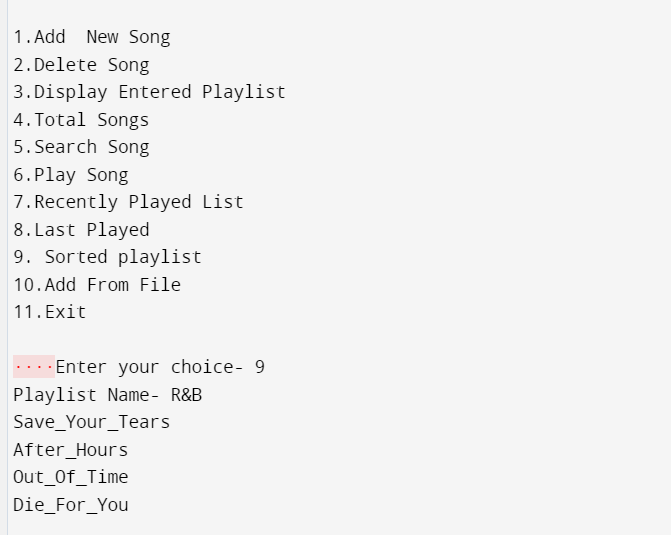 1.Add  New Song
2.Delete Song
3.Display Entered Playlist
4.Total Songs
5.Search Song
6.Play Song
7.Recently Played List
8.Last Played
9. Sorted playlist
10.Add From File
11.Exit
····Enter your choice- 9
Playlist Name- R&B
Save_Your_Tears
After_Hours
Out_Of_Time
Die_For_You